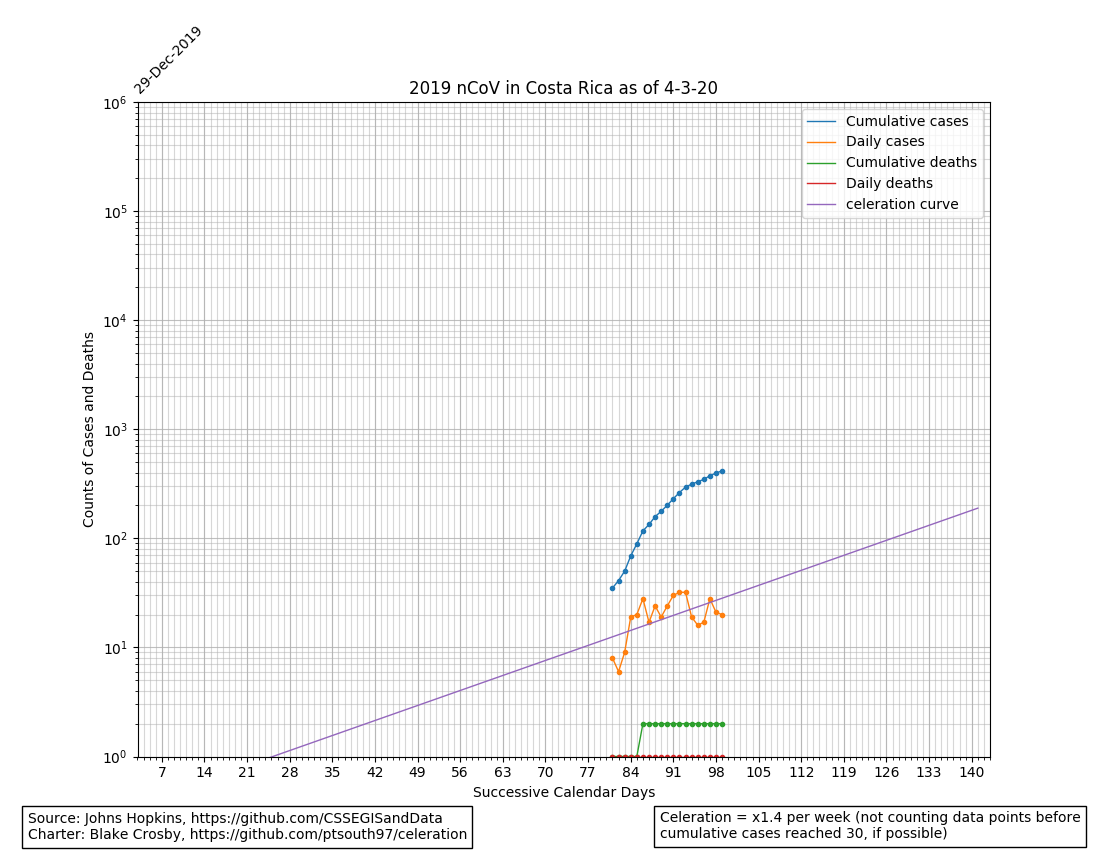 29-Dec-2019
2019 nCoV in Costa Rica as of 4-3-20
10^6
10^5
10^4
10^3
10^2
10^1
10^0
Counts of Cases and Deaths
Cumulative cases
Daily cases
Cumulative deaths
Daily deaths
celeration curve
7 14 21 28 35 42 49 56 63 70 77 84 91 98 105 112 119 126 133 140
Successive Calendar Days
Source: Johns Hopkins, https://github.com/CSSEGISandData
Charter: Blake Crosby, https://github.com/ptsouth97/celeration
Celeration = x1.4 per week (not counting data points before
cumulative cases reached 30, if possible)